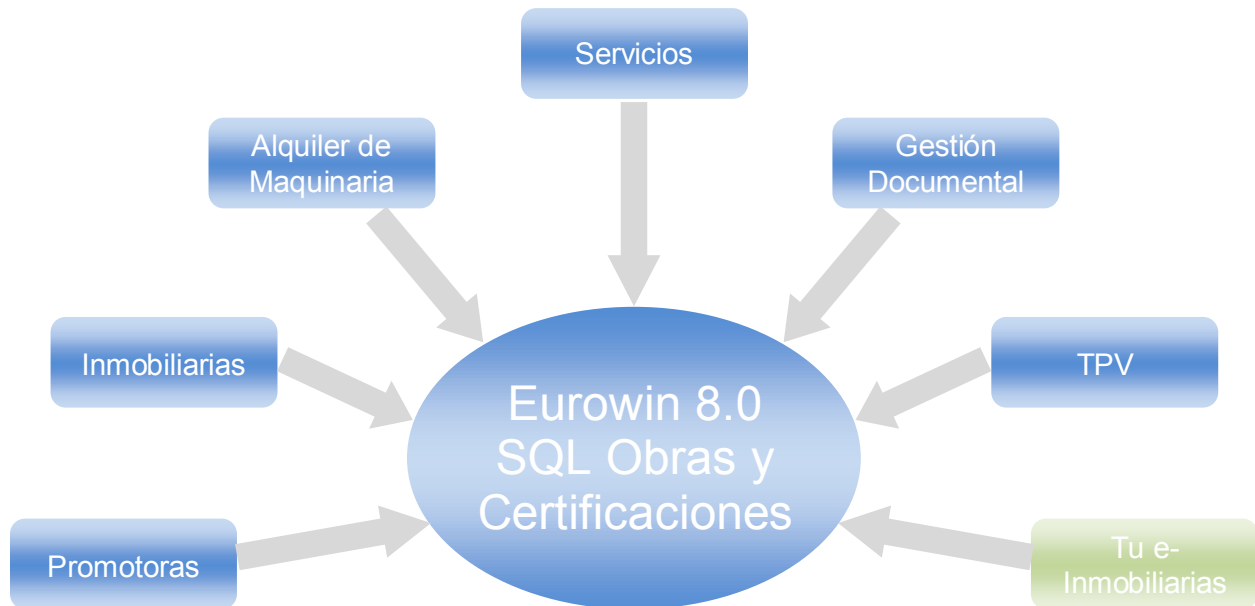 Servicios
Alquiler de
Maquinaria
Gestión
Documental
Inmobiliarias
TPV
Eurowin 8.0
SQL Obras y
Certificaciones
Promotoras
Tu e-
Inmobiliarias